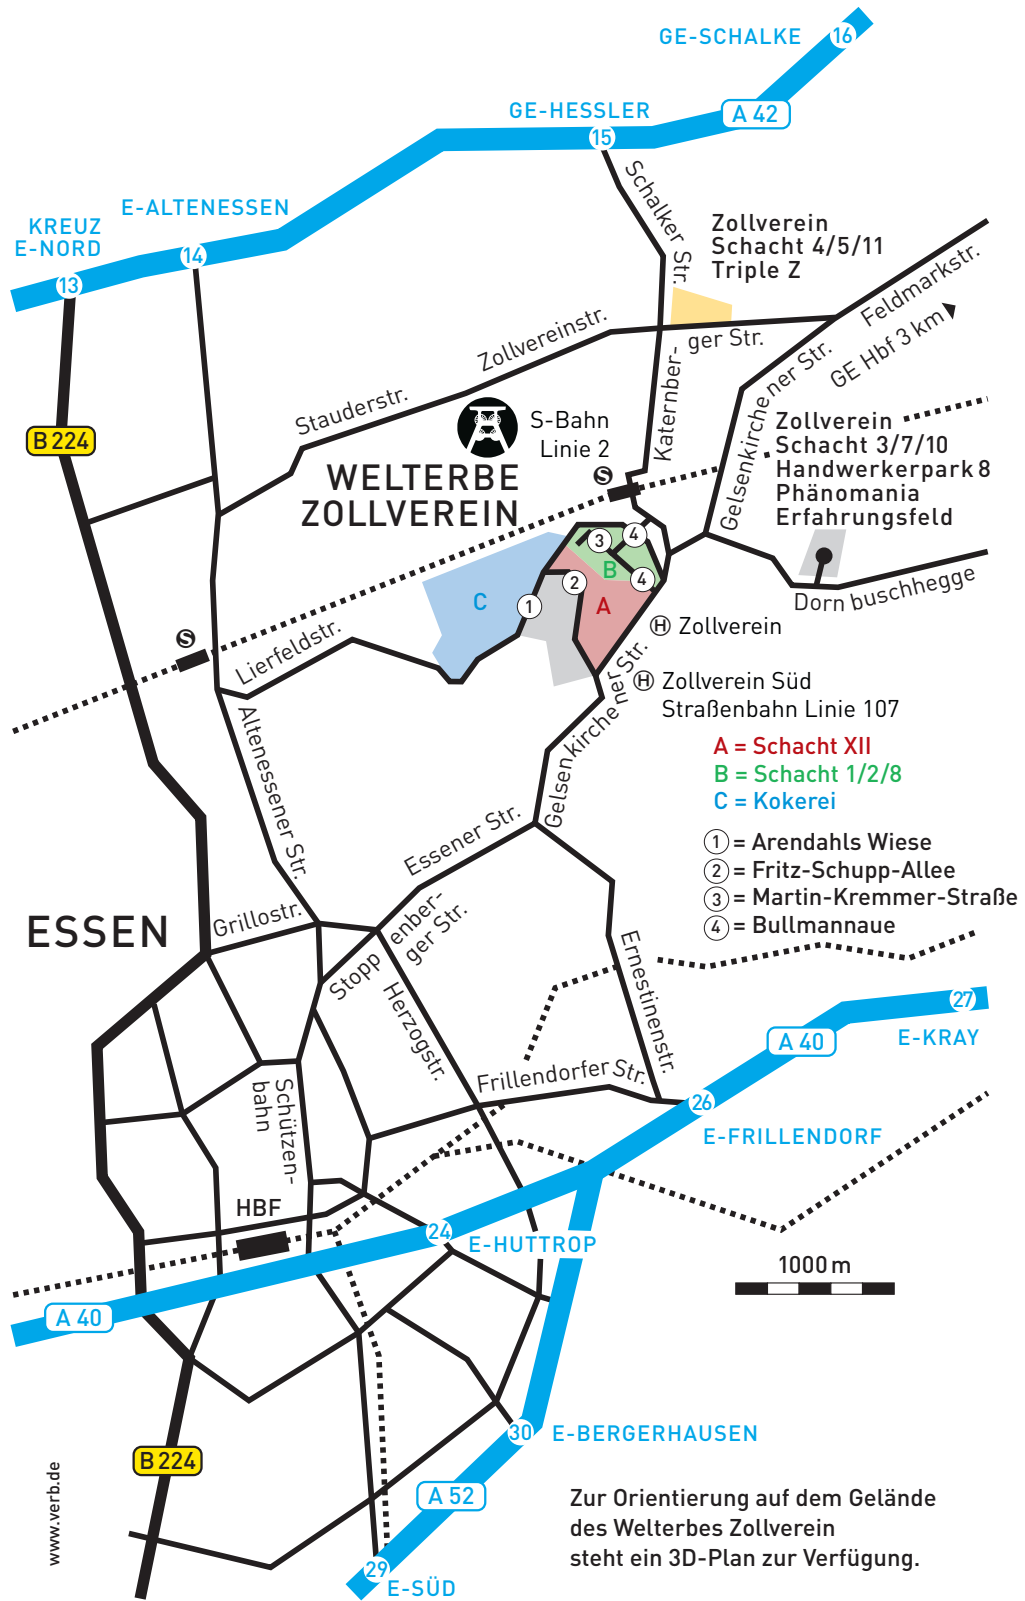 GE-SCHALKE
16
A 42
GE-HESSLER
15
E-ALTENESSEN
14
KREUZ
E-NORD
13
Schalker Str.
Zollverein
Schacht 4/5/11
Triple Z
Feldmarkstr.
GE Hbf 3 km
Zollvereinstr.
Katernber-
ger Str.
Stauderstr.
Gelsenkirchener Str.
B 224
S-Bahn
Linie 2
S
WELTERBE
ZOLLVEREIN
Zollverein
Schacht 3/7/10
Handwerkerpark 8
Phänomania
Erfahrungsfeld
3
4
B
2
4
C
1
A
Dorn buschhegge
H Zollverein
S
Lierfeldstr.
H Zollverein Süd
Straßenbahn Linie 107
Gelsenkirchener Str.
A = Schacht XII
B = Schacht 1/2/8
C = Kokerei
Altenessener Str.
Essener Str.
1 = Arendahls Wiese
2 = Fritz-Schupp-Allee
3 = Martin-Kremmer-Straße
4 = Bullmannaue
ESSEN
Grillostr.
Stopp enber-
ger Str.
Herzogstr.
Ernestinenstr.
27
A 40
E-KRAY
Frillendorfer Str.
26
E-FRILLENDORF
Schützen-
bahn
HBF
24
E-HUTTROP
1000 m
A 40
30
E-BERGERHAUSEN
B 224
A 52
www.verb.de
Zur Orientierung auf dem Gelände
des Welterbes Zollverein
steht ein 3D-Plan zur Verfügung.
29
E-SÜD